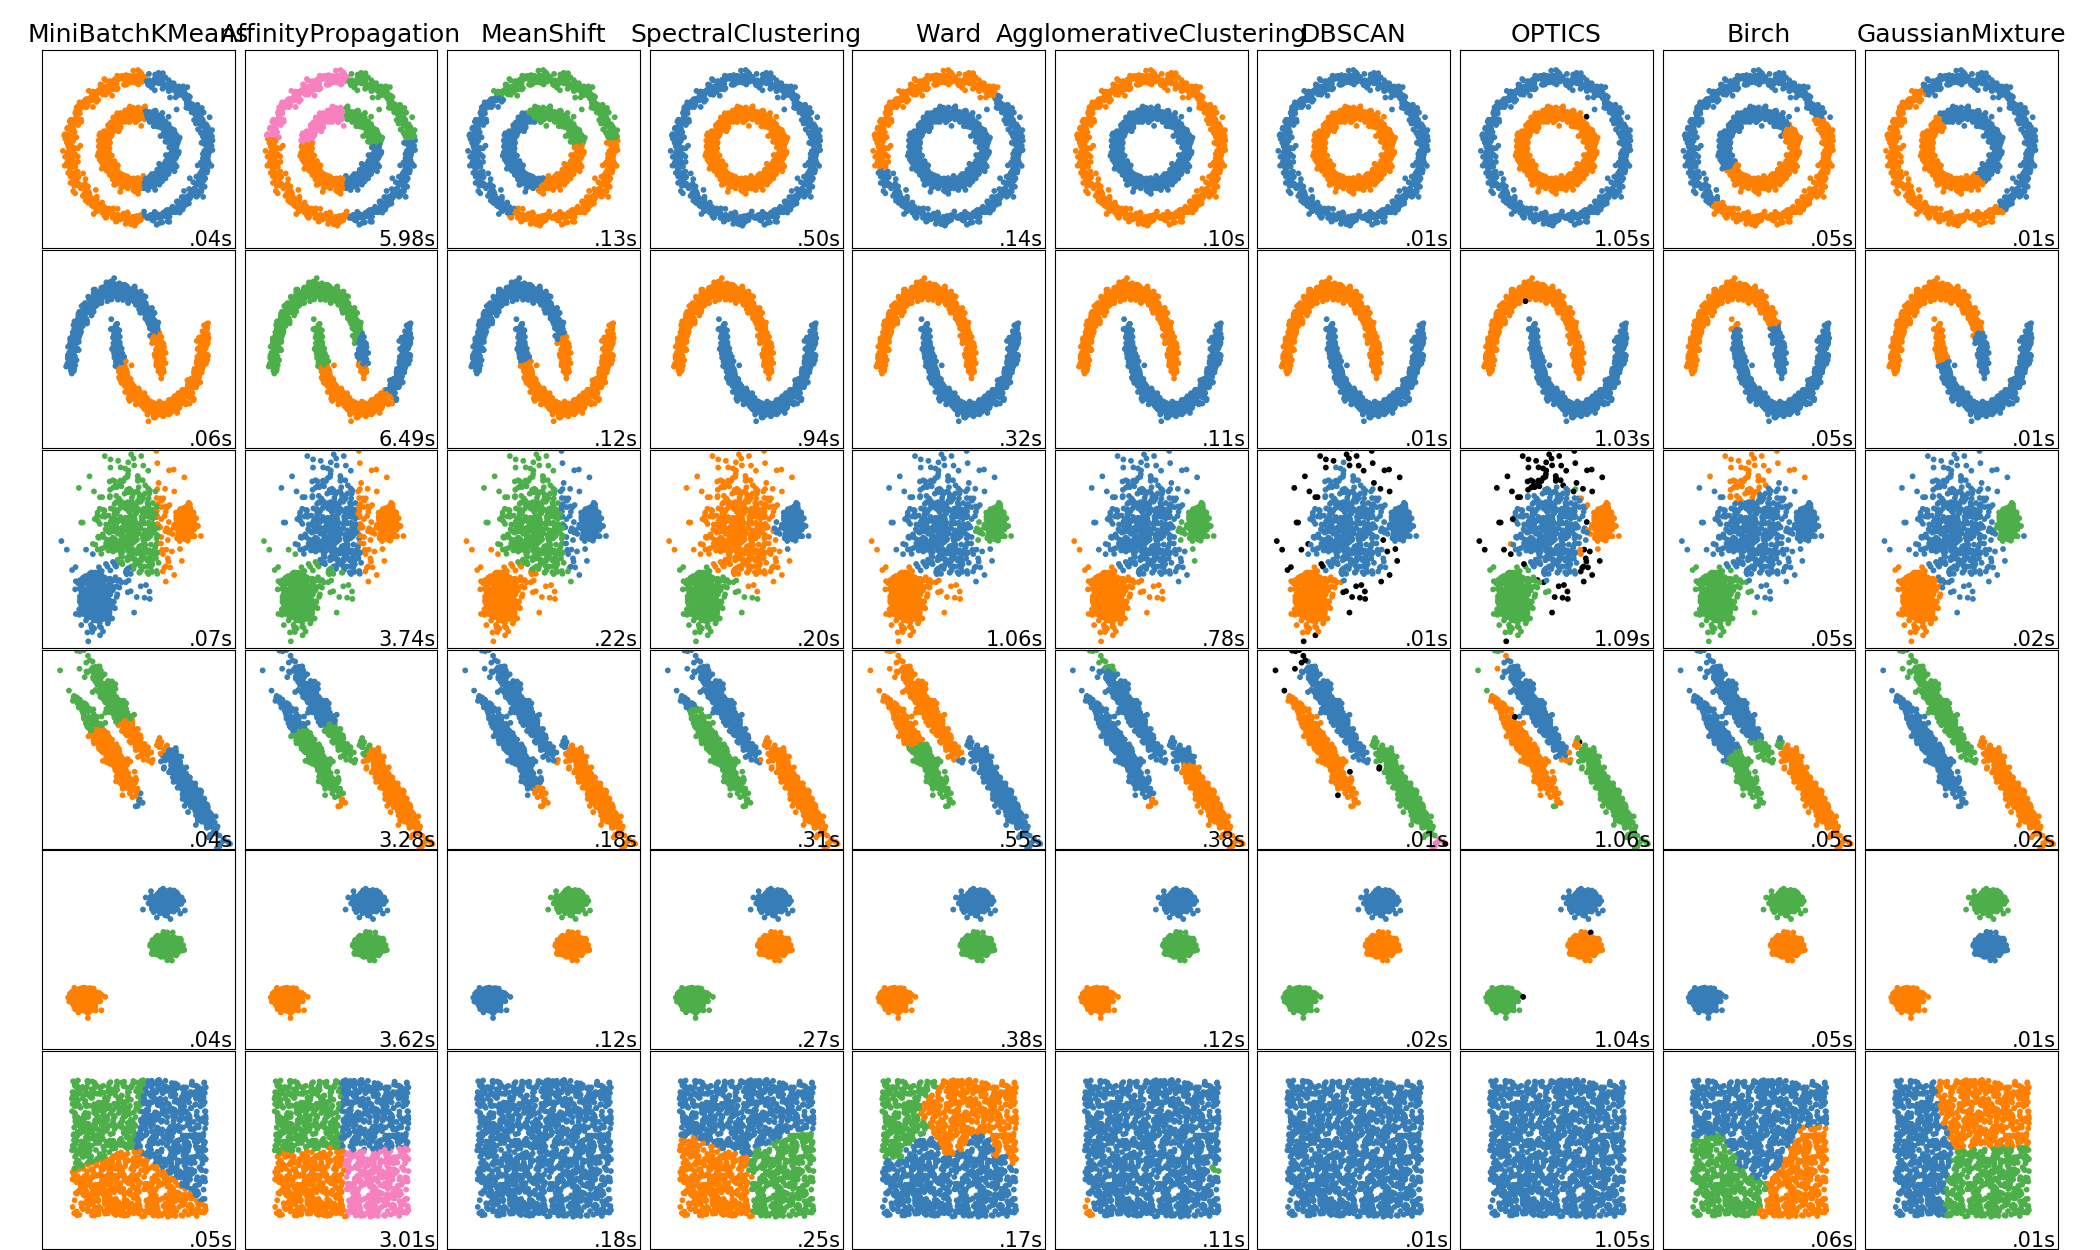 MiniBatchKMeans AffinityPropagation MeanShift SpectralClustering Ward AgglomerativeClustering DBSCAN OPTICS Birch GaussianMixture
.04s 5.98s .13s .50s .14s .10s .01s 1.05s .05s .01s
.06s 6.49s .12s .94s .32s .11s .01s 1.03s .05s .01s
.07s 3.74s .22s .20s 1.06s .78s .01s 1.09s .05s .02s
.04s 3.28s .18s .31s .55s .38s .01s 1.06s .05s .02s
.04s 3.62s .12s .27s .38s .12s .02s 1.04s .05s .01s
.05s 3.01s .18s .25s .17s .11s .01s 1.05s .06s .01s